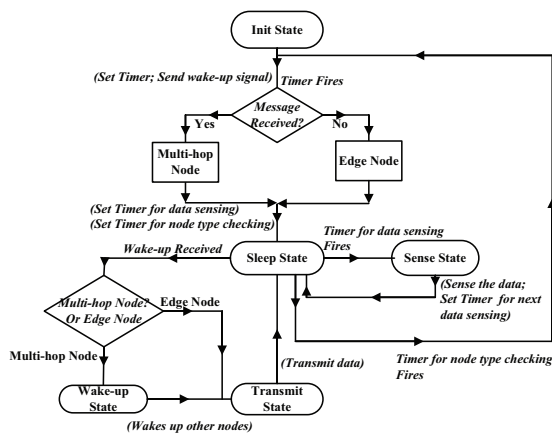 Init State
(Set Timer; Send wake-up signal)
Timer Fires
Message
Received?
Yes
No
Multi-hop
Node
Edge Node
(Set Timer for data sensing)
(Set Timer for node type checking)
Timer for data sensing
Fires
Wake-up Received
Sleep State
Sense State
(Sense the data;
Set Timer for next
data sensing)
Multi-hop Node?
Or Edge Node
Edge Node
Multi-hop Node
(Transmit data)
Timer for node type checking
Fires
Wake-up
State
Transmit
State
(Wakes up other nodes)